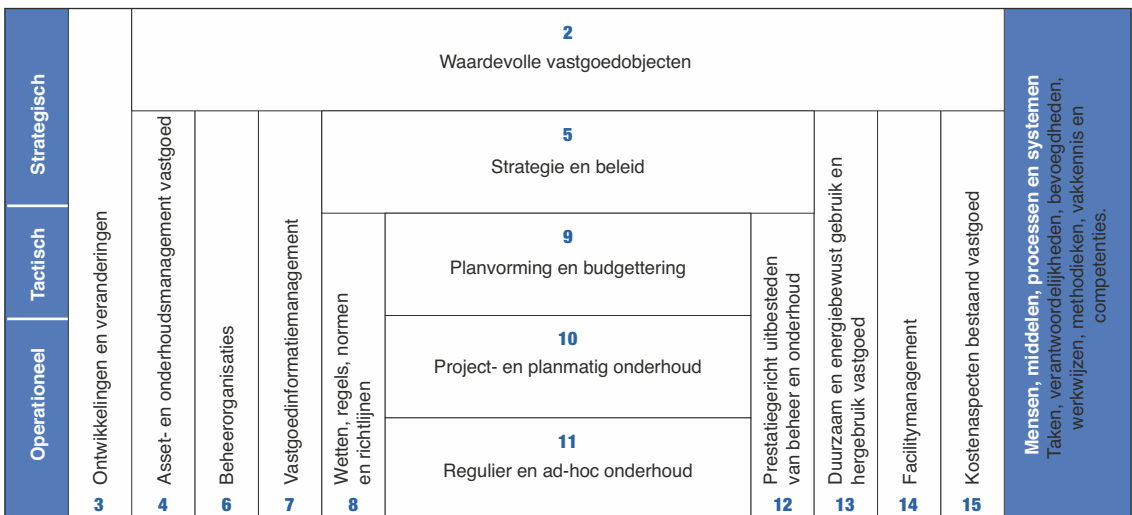 Strategisch
Tactisch
Operationeel
Ontwikkelingen en veranderingen
3
2
Waardevolle vastgoedobjecten
Asset- en onderhoudsmanagement vastgoed
4
Beheerorganisaties
6
Vastgoedinformatiemanagement
7
5
Strategie en beleid
Wetten, regels, normen
en richtlijnen
8
9
Planvorming en budgettering
10
Project- en planmatig onderhoud
11
Regulier en ad-hoc onderhoud
Prestatiegericht uitbesteden
van beheer en onderhoud
12
Duurzaam en energiebewust gebruik en
hergebruik vastgoed
13
Facilitymanagement
14
Kostenaspecten bestaand vastgoed
15
Mensen, middelen, processen en systemen
Taken, verantwoordelijkheden, bevoegdheden,
werkwijzen, methodieken, vakkennis en
competenties.